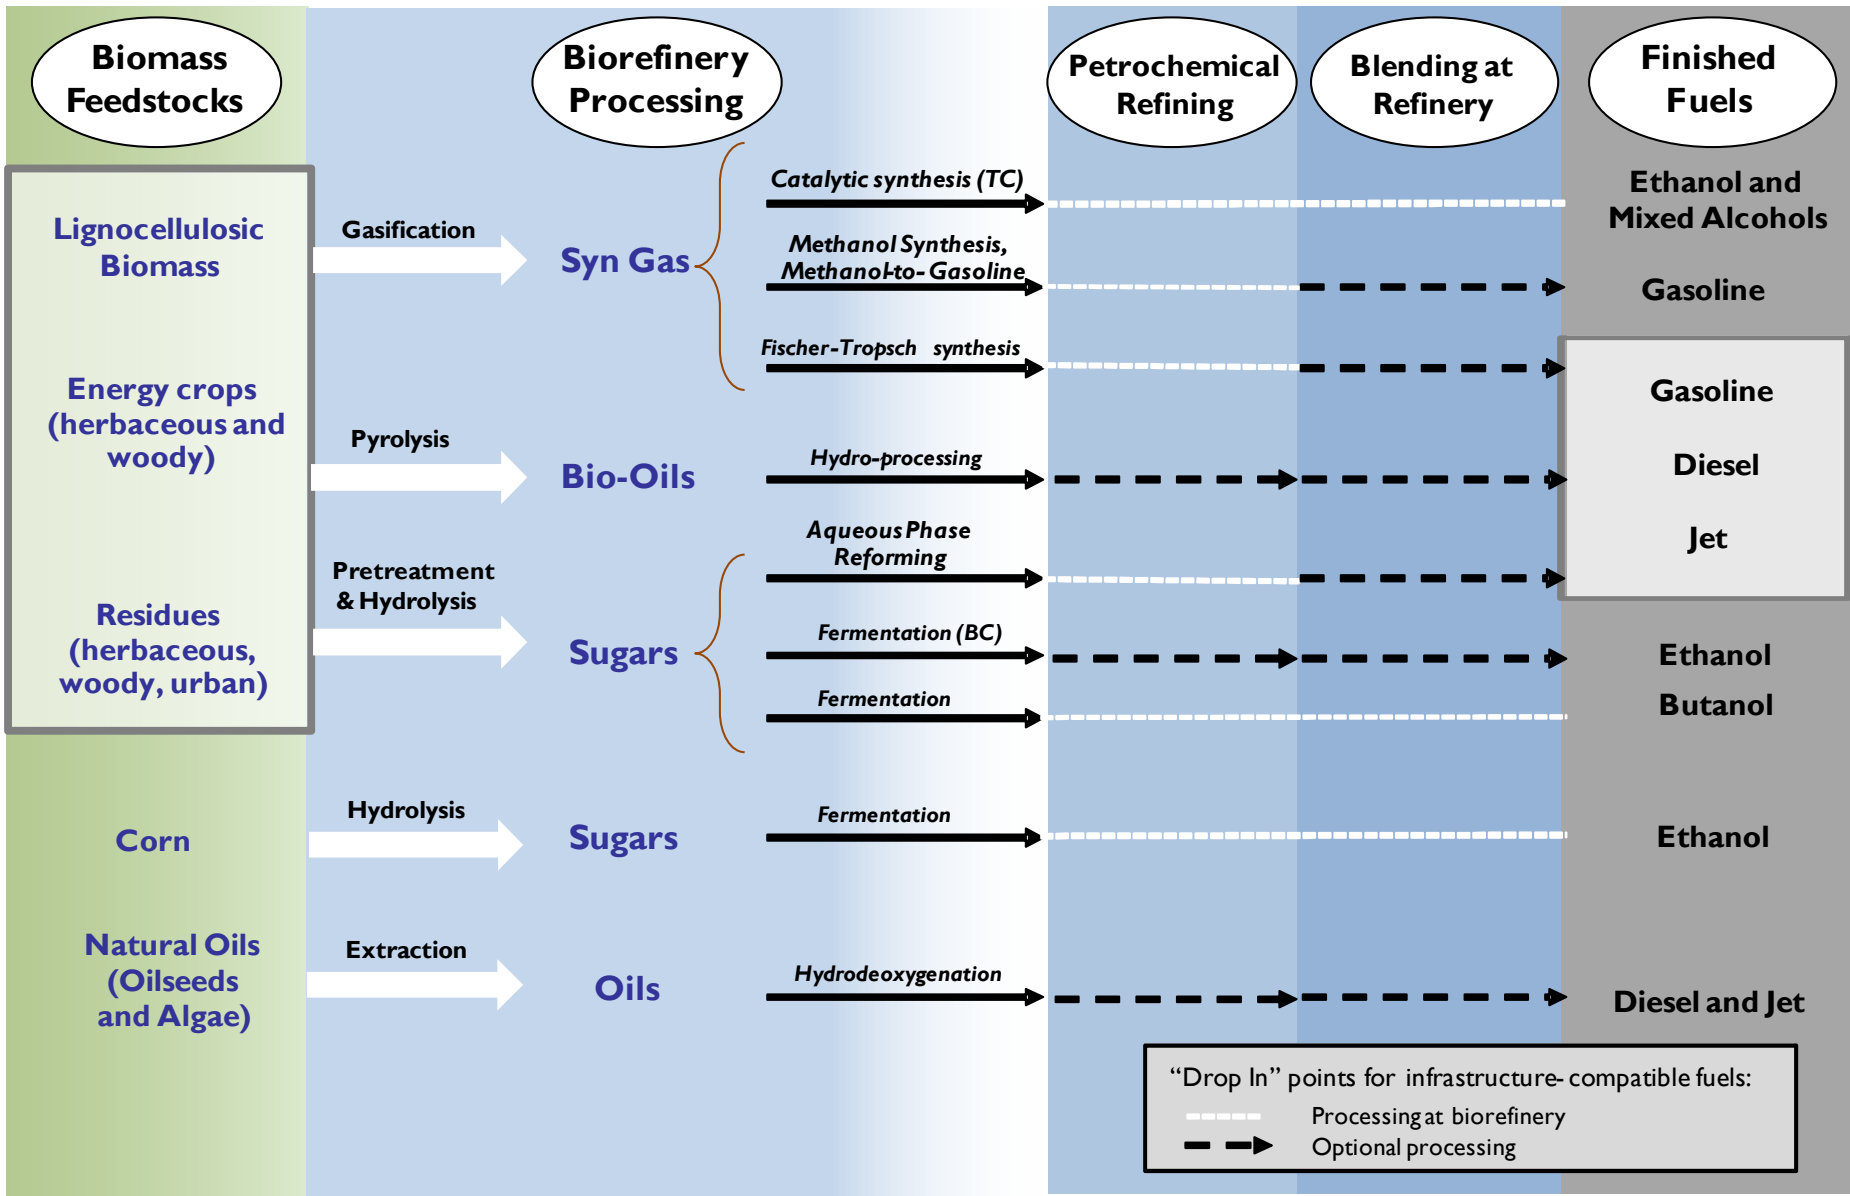 Biomass
Feedstocks
Biorefinery
Processing
Petrochemical
Refining
Blending at
Refinery
Finished
Fuels
Lignocellulosic
Biomass
Energy crops
(herbaceous and
woody)
Residues
(herbaceous,
woody, urban)
Corn
Natural Oils
(Oilseeds
and Algae)
Gasification
Pyrolysis
Pretreatment
& Hydrolysis
Hydrolysis
Extraction
Syn Gas
Bio-Oils
Sugars
Sugars
Oils
Catalytic synthesis (TC)
Methanol Synthesis,
Methanol-to- Gasoline
Fischer-Tropsch synthesis
Hydro-processing
Aqueous Phase
Reforming
Fermentation (BC)
Fermentation
Fermentation
Hydrodeoxygenation
Ethanol and
Mixed Alcohols
Gasoline
Gasoline
Diesel
Jet
Ethanol
Butanol
Ethanol
Diesel and Jet
“Drop In” points for infrastructure-compatible fuels:
Processing at biorefinery
Optional processing